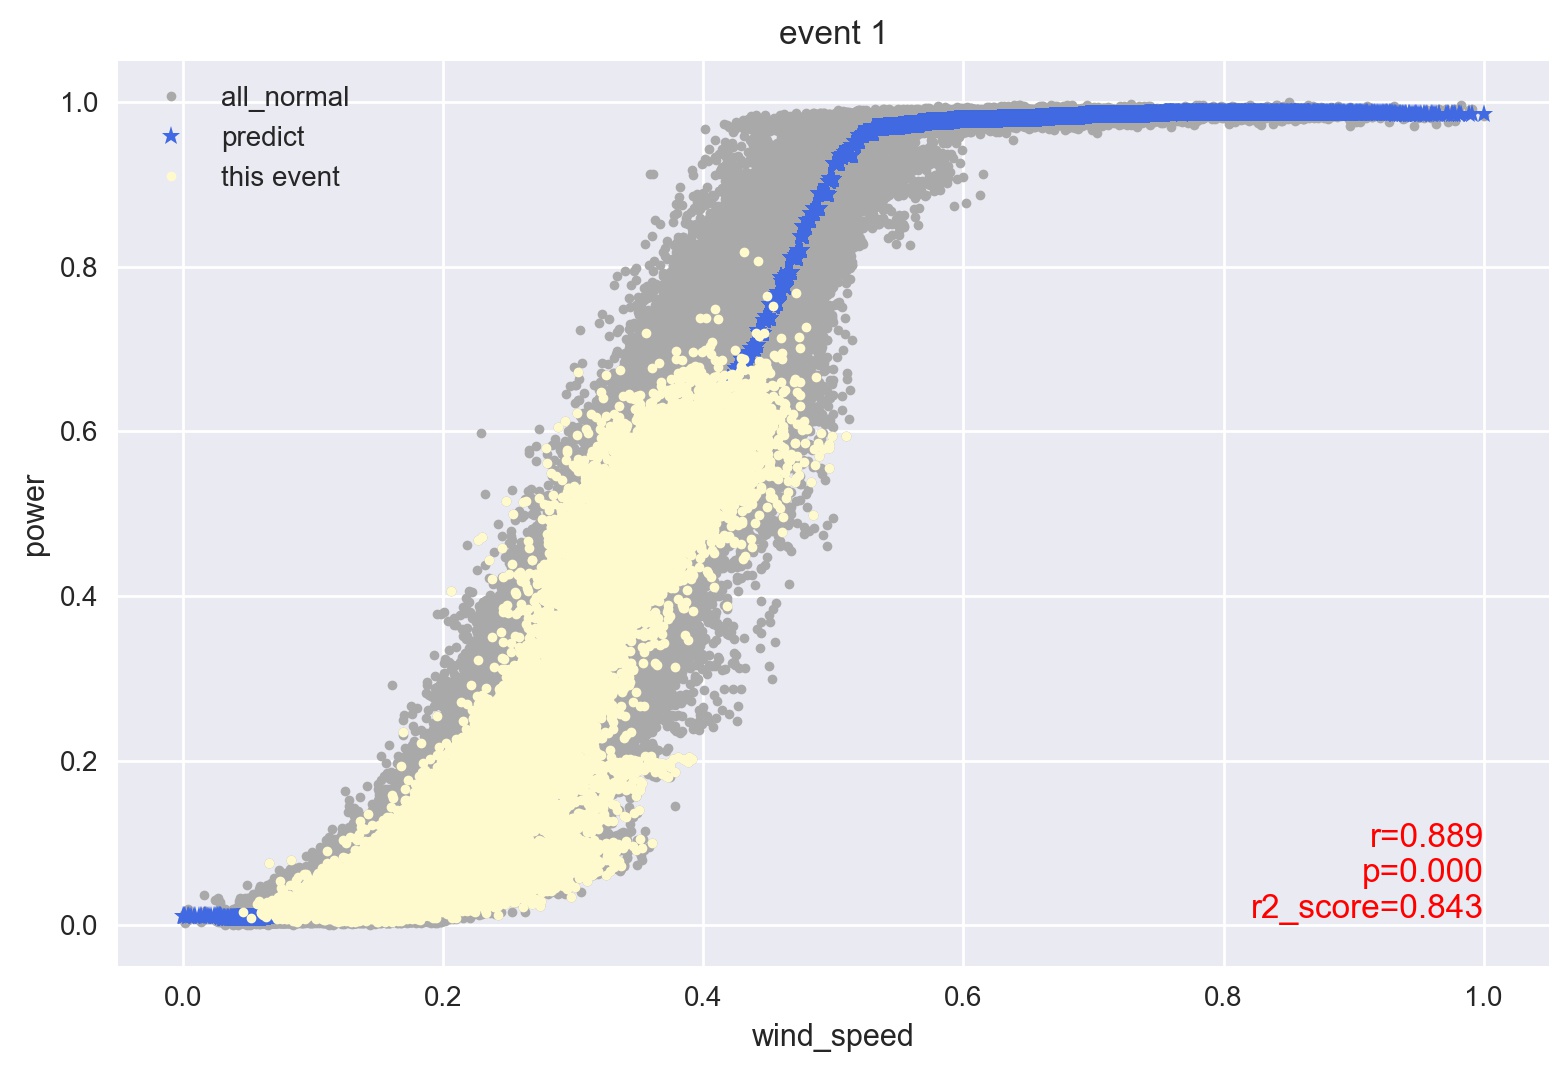 event 1
all_normal
predict
this event
1.0
0.8
0.6
0.4
0.2
0.0
power
r=0.889
p=0.000
r2_score=0.843
0.0 0.2 0.4 0.6 0.8 1.0
wind_speed